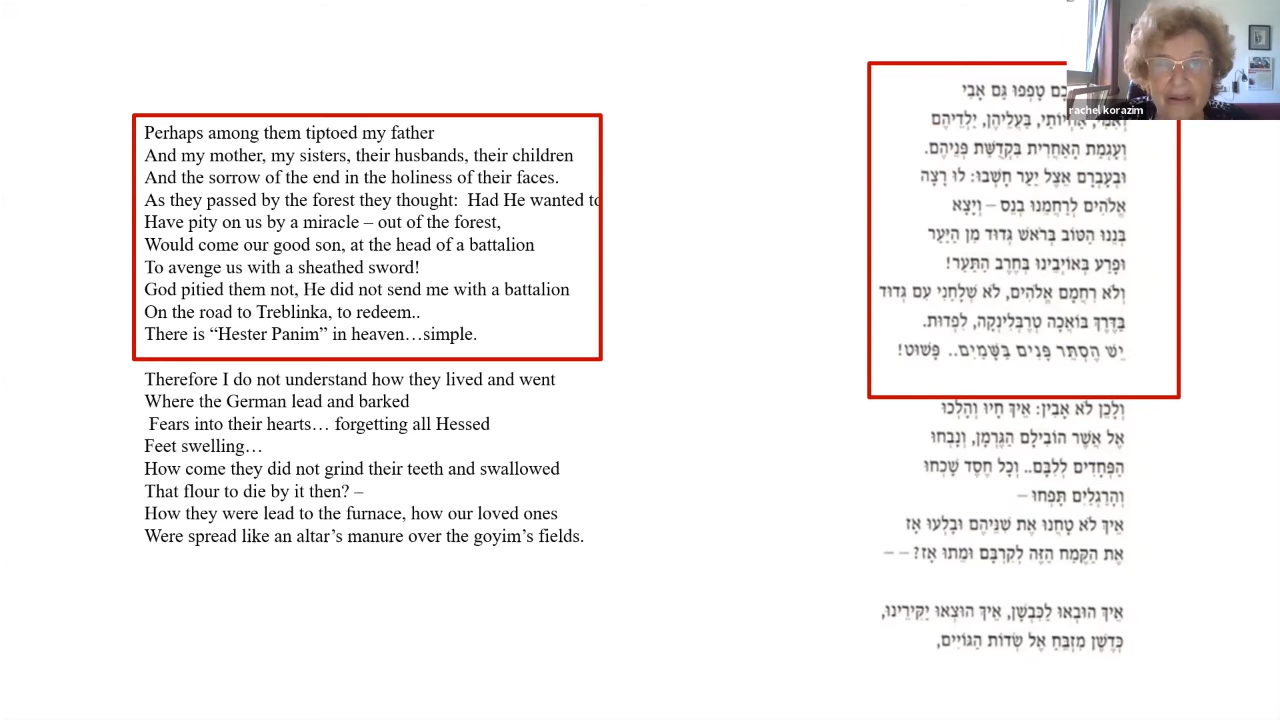 Perhaps among them tiptoed my father
And my mother, my sisters, their husbands, their children
And the sorrow of the end in the holiness of their faces.
As they passed by the forest they thought:  Had He wanted to
Have pity on us by a miracle – out of the forest,
Would come our good son, at the head of a battalion
To avenge us with a sheathed sword!
God pitied them not, He did not send me with a battalion
On the road to Treblinka, to redeem..
There is “Hester Panim” in heaven…simple.
Therefore I do not understand how they lived and went
Where the German lead and barked
Fears into their hearts… forgetting all Hessed
Feet swelling…
How come they did not grind their teeth and swallowed
That flour to die by it then? –
How they were lead to the furnace, how our loved ones
Were spread like an altar’s manure over the goyim’s fields.
טָפְפוּ גַּם אָבִי
אַחְיוֹתַי, בַּעֲלֵיהֶן, יַלְדֵיהֶם
וְעָגְמַת הָאַחֲרִית בִּקְדֻשַּׁת פְּנֵיהֶם.
וּבְעָבְרָם אֵצֶל יַעַר חָשְׁבוּ: לוּ רָצָה
אֱלֹהִים לְרַחֲמֵנוּ בְּנֵס – וְיָצָא
בְּנֵנוּ הַטּוֹב בְּרֹאשׁ גְּדוּד מִן הַיַּעַר
וּפָרַע בְּאוֹיְבֵינוּ בְּחֶרֶב הַתַּעַר!
וְלֹא רִחֲמָם אֱלֹהִים, לֹא שְׁלָחַנִי עִם גְּדוּד
בַּדֶּרֶךְ בּוֹאֲכָה טְרֶבְּלִינְקָה, לִפְדוּת.
יֵשׁ הֶסְתֵּר פָּנִים בַּשָּׁמַיִם.. פָּשׁוּט!
וְלָכֵן לֹא אָבִין: אֵיךְ חָיוּ וְהָלְכוּ
אֶל אֲשֶׁר הוֹבִילָם הַגֶּרְמָן, וְנָבְחוּ
הַפְּחָדִים לְלִבָּם.. וְכָל חֶסֶד שָׁכְחוּ
וְהָרַגְלַיִם תָּפְחוּ –
אֵיךְ לֹא טָחֲנוּ אֶת שִׁנֵּיהֶם וּבָלְעוּ אָז
אֶת הַקֶּמַח הַזֶּה לְקִרְבָּם וּמֵתוּ אָז? – –
אֵיךְ הוּבְאוּ לַכִּבְשָׁן, אֵיךְ הוּצְאוּ יַקִּירֵינוּ,
כְּדֶשֶׁן מִזְבֵּחַ אֶל שְׂדוֹת הַגּוֹיִים,
rachel korazim